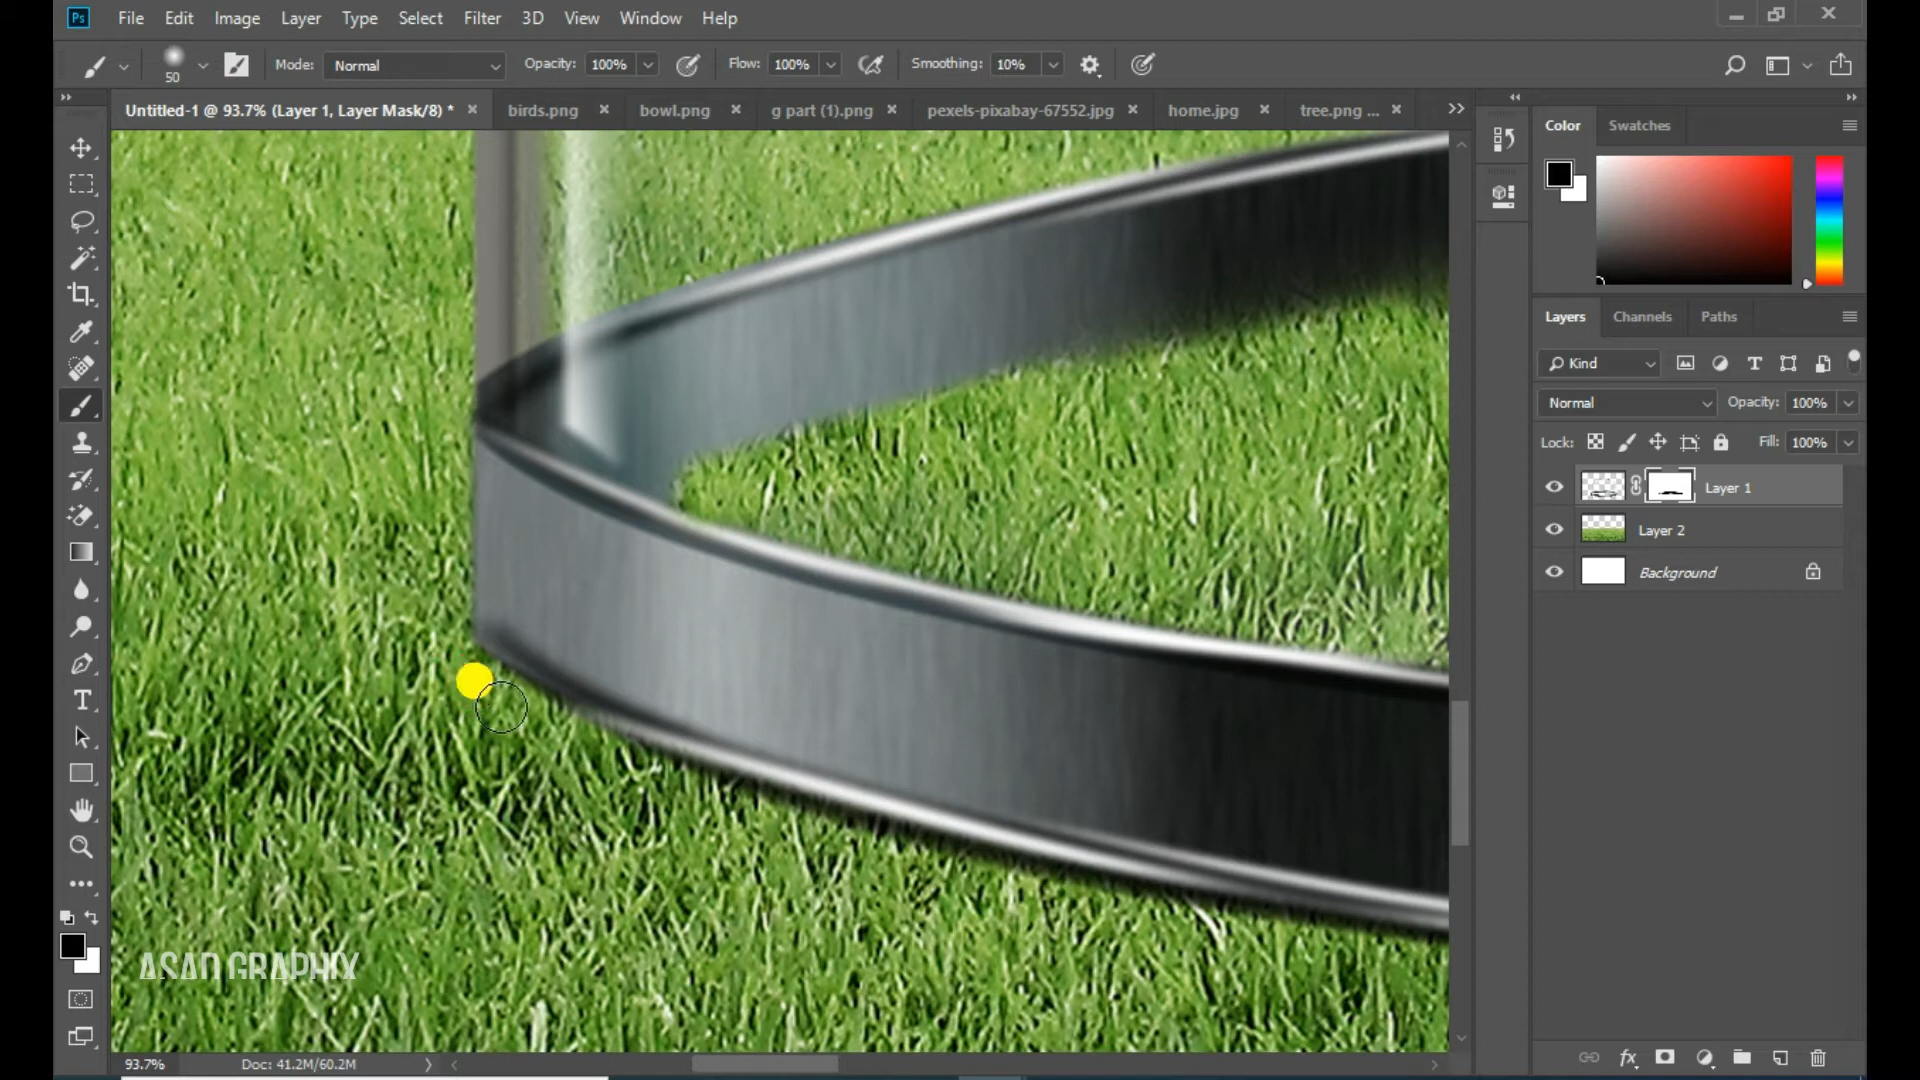 Ps File Edit Image Layer Type Select Filter 3D View Window Help
50 Mode: Normal Opacity: 100% Flow: 100% Smoothing: 10%
Untitled-1 @ 93.7% (Layer 1, Layer Mask/8) * birds.png bowl.png g part (1).png pexels-pixabay-67552.jpg home.jpg tree.png ...
Color Swatches
Layers Channels Paths
Kind
Normal Opacity: 100%
Lock: Fill: 100%
Layer 1
Layer 2
Background
ASAD GRAPHIX
93.7% Doc: 41.2M/60.2M